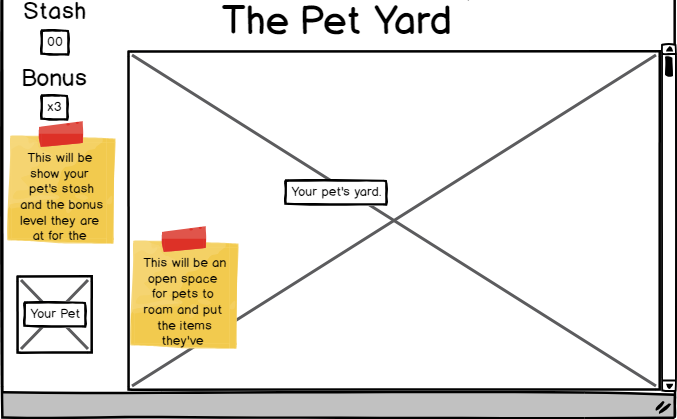 Stash
The Pet Yard
00
Bonus
x3
This will be
show your
pet's stash
and the bonus
level they are
at for the
Your pet's yard.
This will be an
open space
for pets to
roam and put
the items
they've
Your Pet